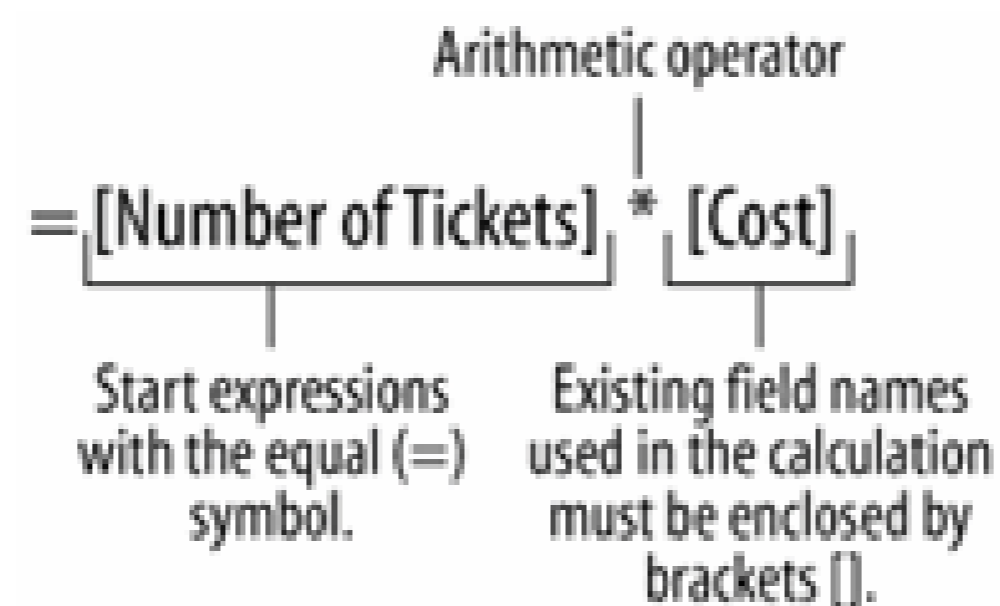 Arithmetic operator
=[Number of Tickets] * [Cost]
Start expressions
with the equal (=)
symbol.
Existing field names
used in the calculation
must be enclosed by
brackets [].